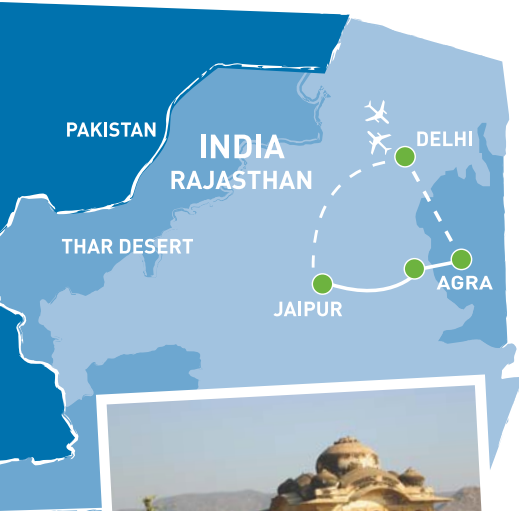 PAKISTAN
INDIA
RAJASTHAN
DELHI
THAR DESERT
AGRA
JAIPUR